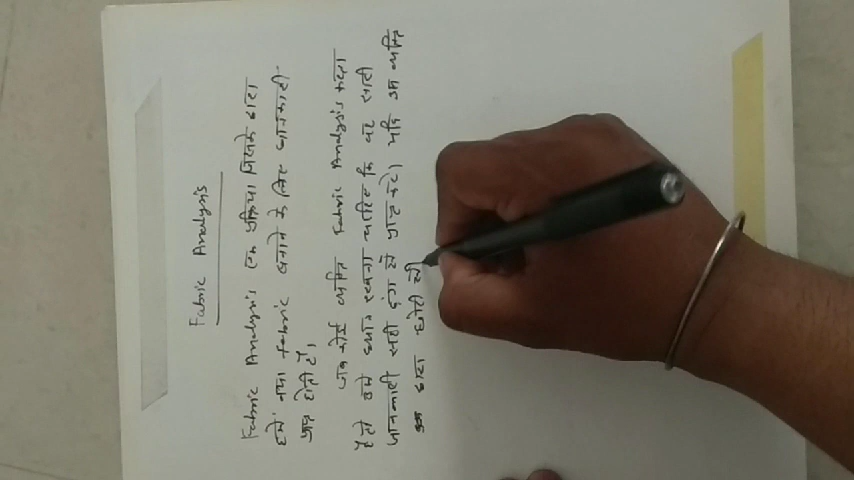 Fabric Analysis
Fabric Analysis एक प्रक्रिया जिसके द्वारा
हमें नया fabric बनाने के लिए जानकारी
प्राप्त होती है।
जब कोई व्यक्ति Fabric Analysis करता
है तो उसे ध्यान रखना चाहिए कि वह सारी
जानकारी सही ढंग से प्राप्त करे। यदि उस व्यक्ति
के द्वारा छोटी सी